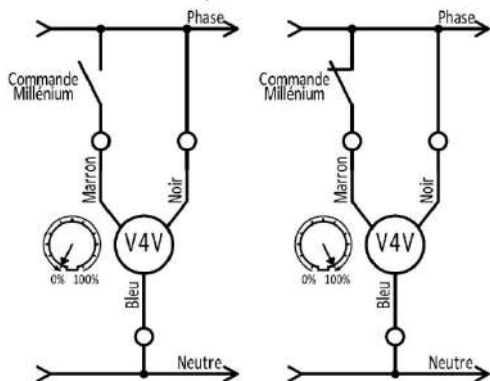 Phase
Commande
Millénium
Marron
Noir
V4V
0% 100%
Bleu
Neutre
Phase
Commande
Millénium
Marron
Noir
V4V
0% 100%
Bleu
Neutre